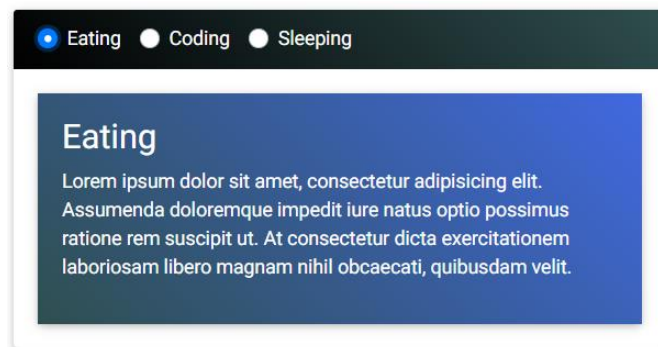 Eating Coding Sleeping
Eating
Lorem ipsum dolor sit amet, consectetur adipisicing elit.
Assumenda doloremque impedit iure natus optio possimus
ratione rem suscipit ut. At consectetur dicta exercitationem
laboriosam libero magnam nihil obcaecati, quibusdam velit.